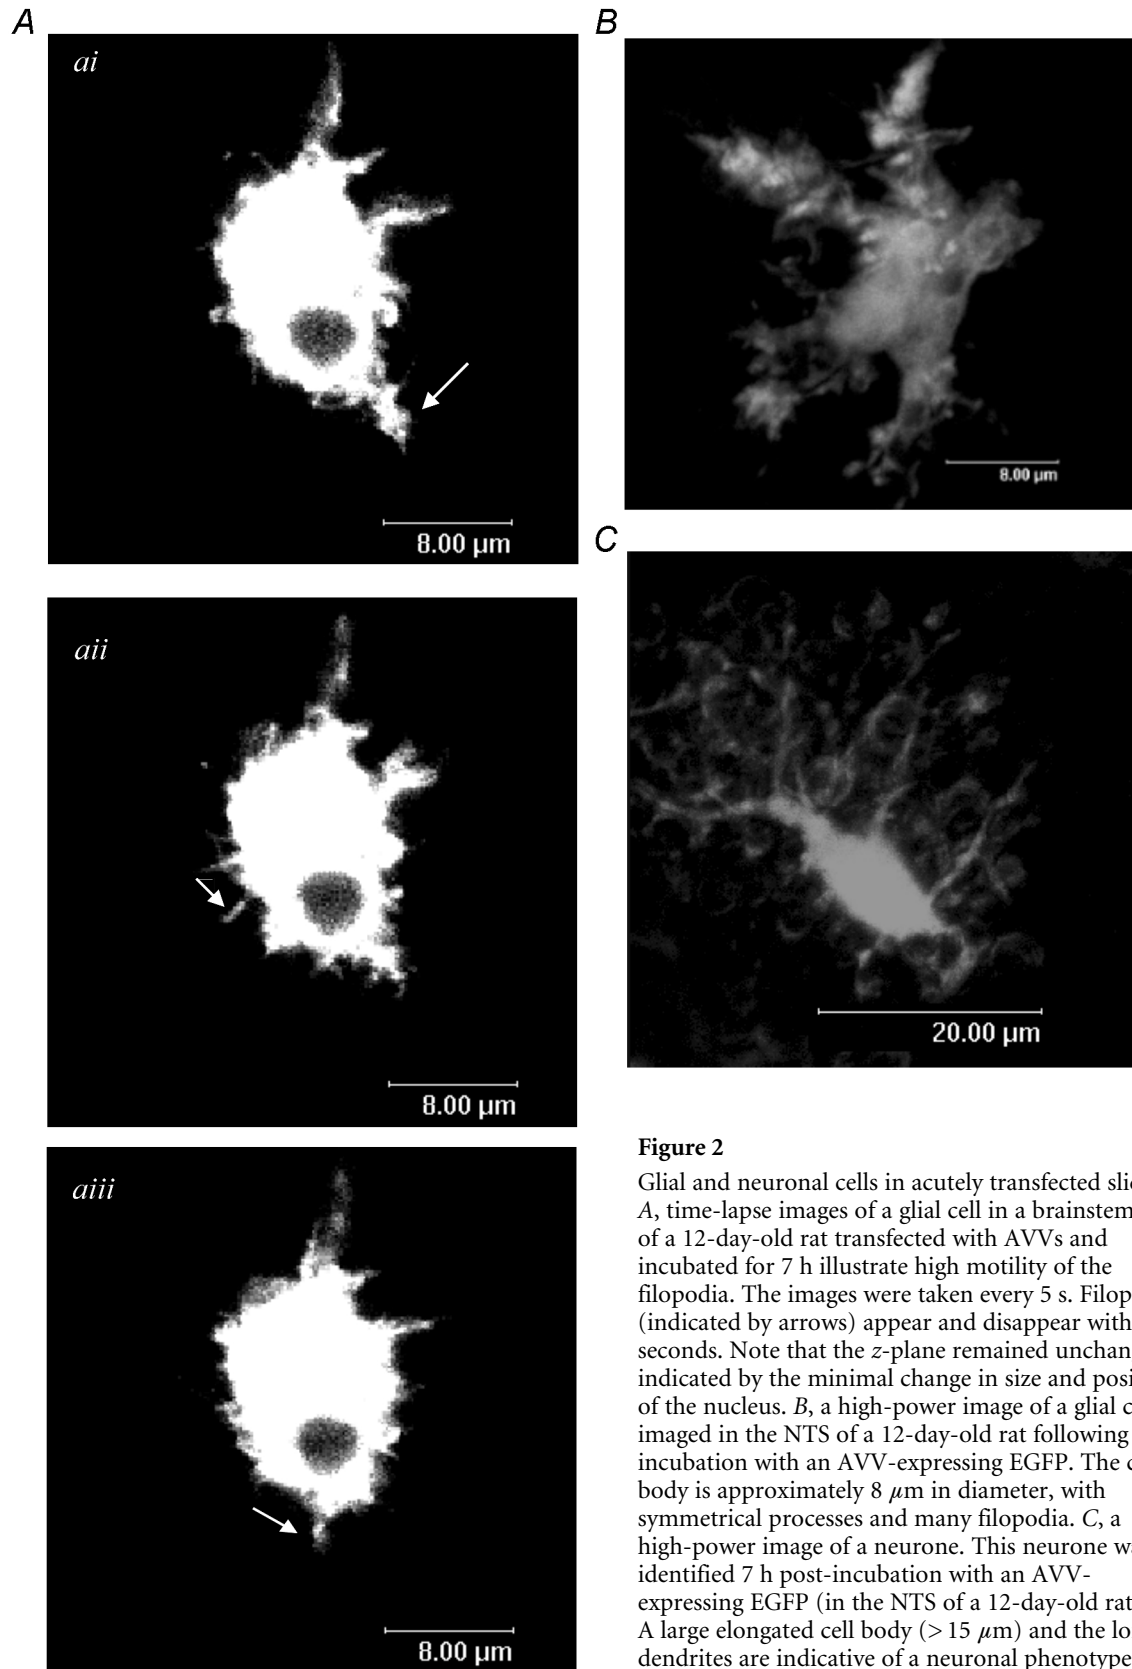 A
ai
8.00 µm
aii
8.00 µm
aiii
8.00 µm
B
8.00 µm
C
20.00 µm
Figure 2
Glial and neuronal cells in acutely transfected
A, time-lapse images of a glial cell in a brainstem
of a 12-day-old rat transfected with AVVs and
incubated for 7 h illustrate high motility of the
filopodia. The images were taken every 5 s.
(indicated by arrows) appear and disappear
seconds. Note that the z-plane remained
indicated by the minimal change in size and
of the nucleus. B, a high-power image of a glial
imaged in the NTS of a 12-day-old rat following
incubation with an AVV-expressing EGFP. The
body is approximately 8 µm in diameter, with
symmetrical processes and many filopodia. C, a
high-power image of a neurone. This neurone
identified 7 h post-incubation with an AVV-
expressing EGFP (in the NTS of a 12-day-old rat
A large elongated cell body (>15 µm) and the
dendrites are indicative of a neuronal phenotype